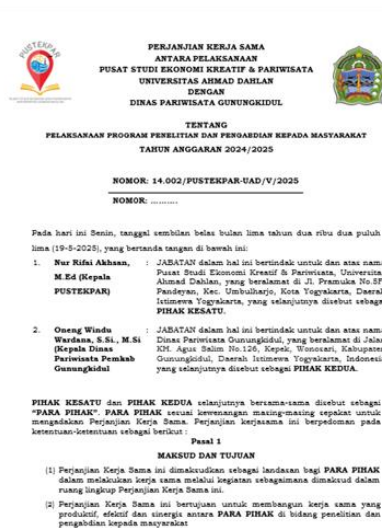 PUSTEKPAR
PERJANJIAN KERJA SAMA
ANTARA PELAKSANAAN
PUSAT STUDI EKONOMI KREATIF & PARIWISATA
UNIVERSITAS AHMAD DAHLAN
DENGAN
DINAS PARIWISATA GUNUNGKIDUL
TENTANG
PELAKSANAAN PROGRAM PENELITIAN DAN PENGABDIAN KEPADA MASYARAKAT
TAHUN ANGGARAN 2024/2025
NOMOR: 14.002/PUSTEKPAR-UAD/V/2025
NOMOR: ..........
Pada hari ini Senin, tanggal sembilan belas bulan lima tahun dua ribu dua puluh
lima (19-5-2025), yang bertanda tangan di bawah ini:
1. Nur Rifai Akhsan, : JABATAN dalam hal ini bertindak untuk dan atas nama
M.Ed (Kepala Pusat Studi Ekonomi Kreatif & Pariwisata, Universita
PUSTEKPAR) Ahmad Dahlan, yang beralamat di Jl. Pramuka No.5F
Pandeyan, Kec. Umbulharjo, Kota Yogyakarta, Daerah
Istimewa Yogyakarta, yang selanjutnya disebut sebaga
PIHAK KESATU.
2. Oneng Windu : JABATAN dalam hal ini bertindak untuk dan atas nama
Wardana, S.Si., M.Si Dinas Pariwisata Gunungkidul, yang beralamat di Jalan
(Kepala Dinas KM. Agus Salim No.126, Kepek, Wonosari, Kabupaten
Pariwisata Pemkab Gunungkidul, Daerah Istimewa Yogyakarta, Indonesia
Gunungkidul yang selanjutnya disebut sebagai PIHAK KEDUA.
PIHAK KESATU dan PIHAK KEDUA selanjutnya bersama-sama disebut sebagai
"PARA PIHAK". PARA PIHAK sesuai kewenangan masing-masing sepakat untuk
mengadakan Perjanjian Kerja Sama. Perjanjian kerjasama ini berpedoman pada
ketentuan-ketentuan sebagai berikut :
Pasal 1
MAKSUD DAN TUJUAN
(1) Perjanjian Kerja Sama ini dimaksudkan sebagai landasan bagi PARA PIHAK
dalam melakukan kerja sama melalui kegiatan sebagaimana dimaksud dalam
ruang lingkup Perjanjian Kerja Sama ini.
(2) Perjanjian Kerja Sama ini bertujuan untuk membangun kerja sama yang
produktif, efektif dan sinergis antara PARA PIHAK di bidang penelitian dan
pengabdian kepada masyarakat